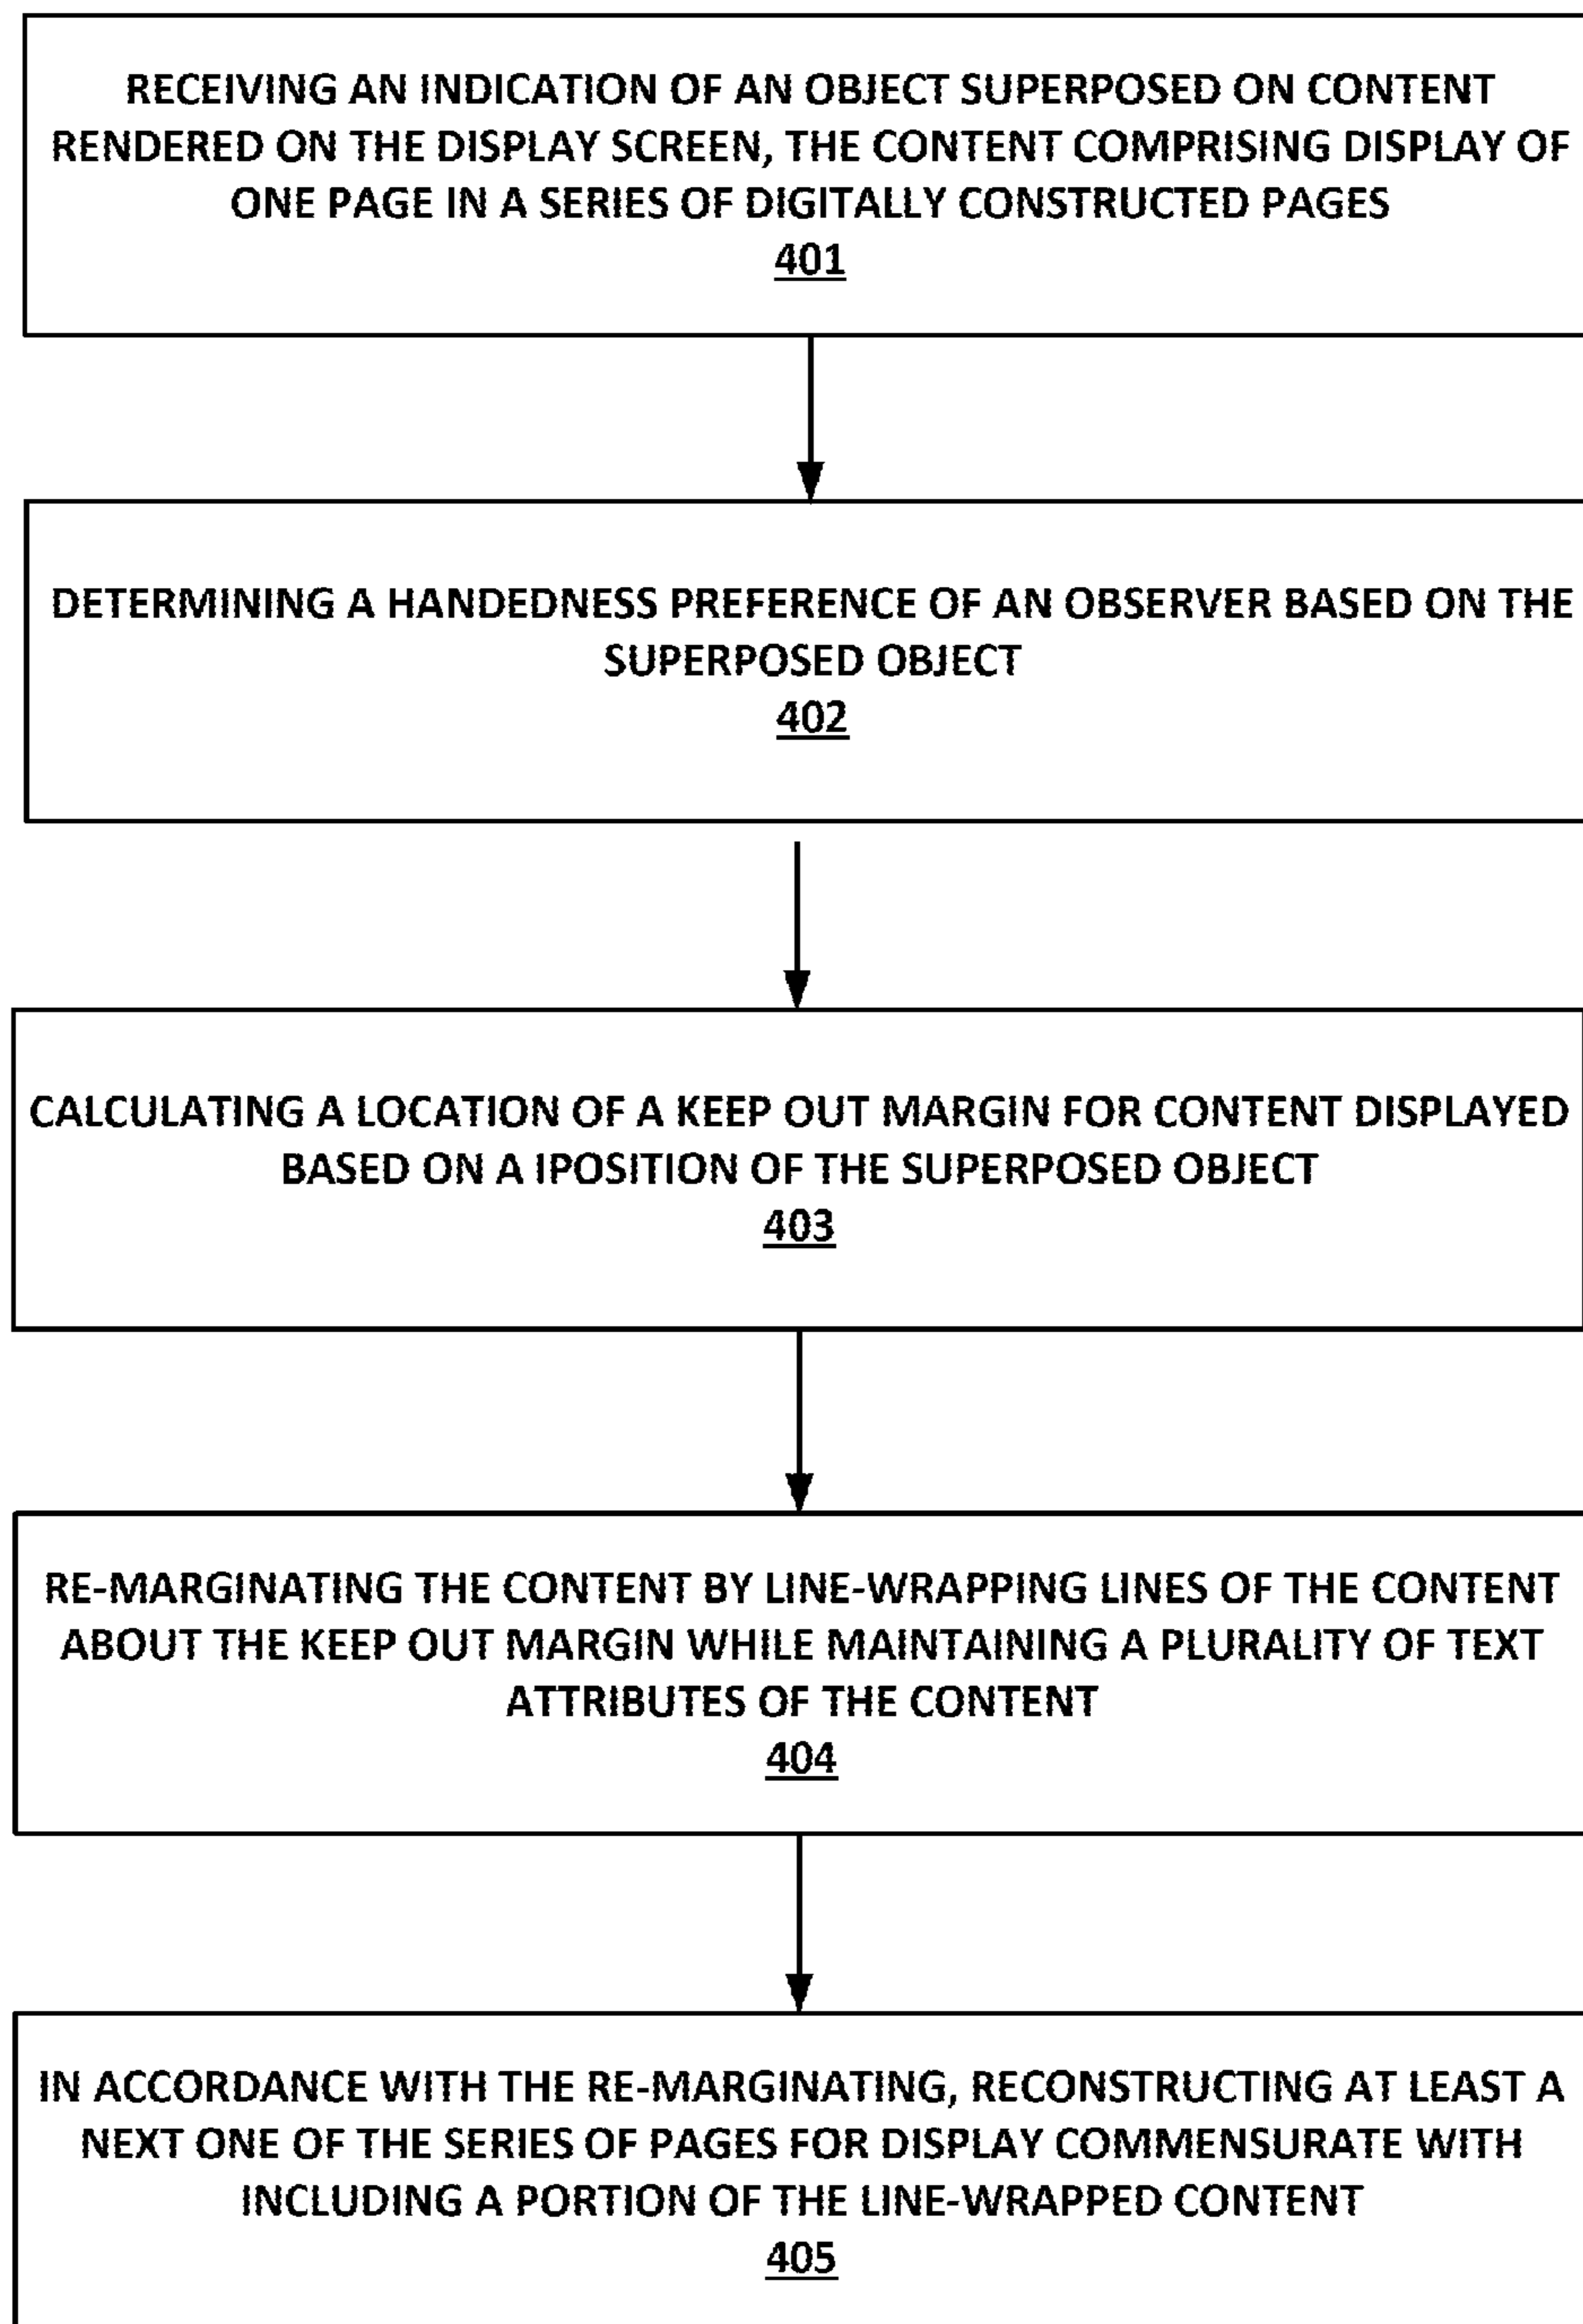 RECEIVING AN INDICATION OF AN OBJECT SUPERPOSED ON CONTENT
RENDERED ON THE DISPLAY SCREEN, THE CONTENT COMPRISING DISPLAY OF
ONE PAGE IN A SERIES OF DIGITALLY CONSTRUCTED PAGES
401
DETERMINING A HANDEDNESS PREFERENCE OF AN OBSERVER BASED ON THE
SUPERPOSED OBJECT
402
CALCULATING A LOCATION OF A KEEP OUT MARGIN FOR CONTENT DISPLAYED
BASED ON A IPOSITION OF THE SUPERPOSED OBJECT
403
RE-MARGINATING THE CONTENT BY LINE-WRAPPING LINES OF THE CONTENT
ABOUT THE KEEP OUT MARGIN WHILE MAINTAINING A PLURALITY OF TEXT
ATTRIBUTES OF THE CONTENT
404
IN ACCORDANCE WITH THE RE-MARGINATING, RECONSTRUCTING AT LEAST A
NEXT ONE OF THE SERIES OF PAGES FOR DISPLAY COMMENSURATE WITH
INCLUDING A PORTION OF THE LINE-WRAPPED CONTENT
405